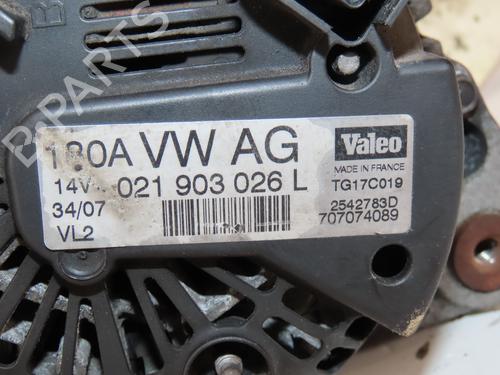 B-PARTS
180A VW AG
14V 021 903 026 L
34/07
VL2
Valeo
MADE IN FRANCE
TG17C019
2542783D
707074089